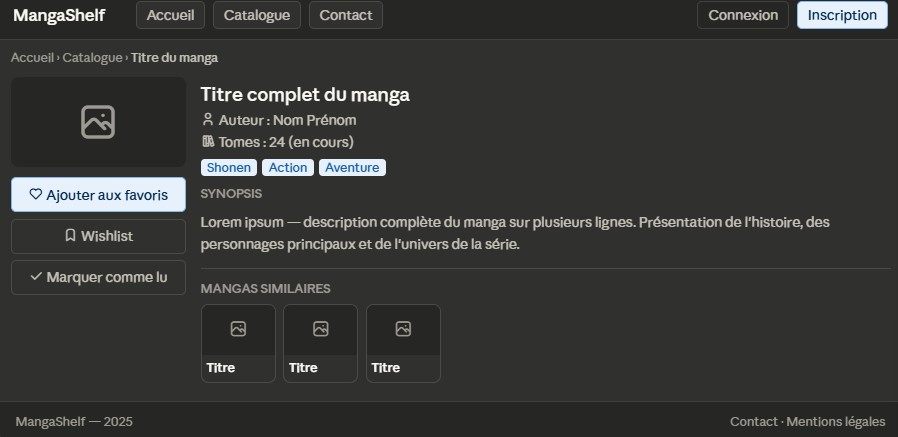 MangaShelf Accueil Catalogue Contact Connexion Inscription
Accueil › Catalogue › Titre du manga
Titre complet du manga
Auteur : Nom Prénom
Tomes : 24 (en cours)
Shonen Action Aventure
Ajouter aux favoris
Wishlist
Marquer comme lu
SYNOPSIS
Lorem ipsum — description complète du manga sur plusieurs lignes. Présentation de l'histoire, des
personnages principaux et de l'univers de la série.
MANGAS SIMILAIRES
Titre Titre Titre
MangaShelf — 2025 Contact · Mentions légales